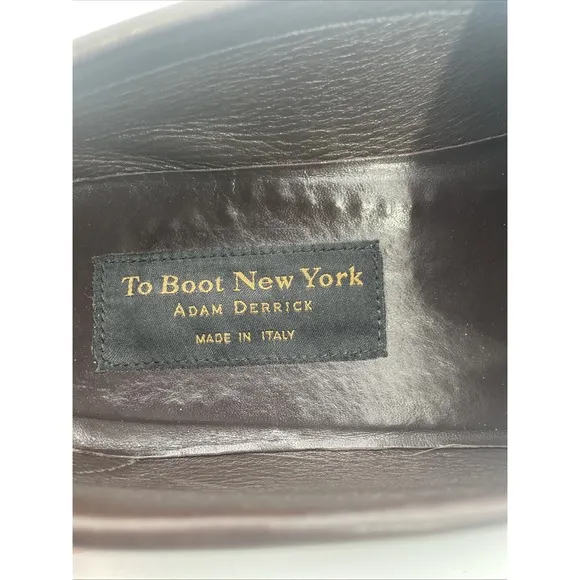 To Boot New York
ADAM DERRICK
MADE IN ITALY